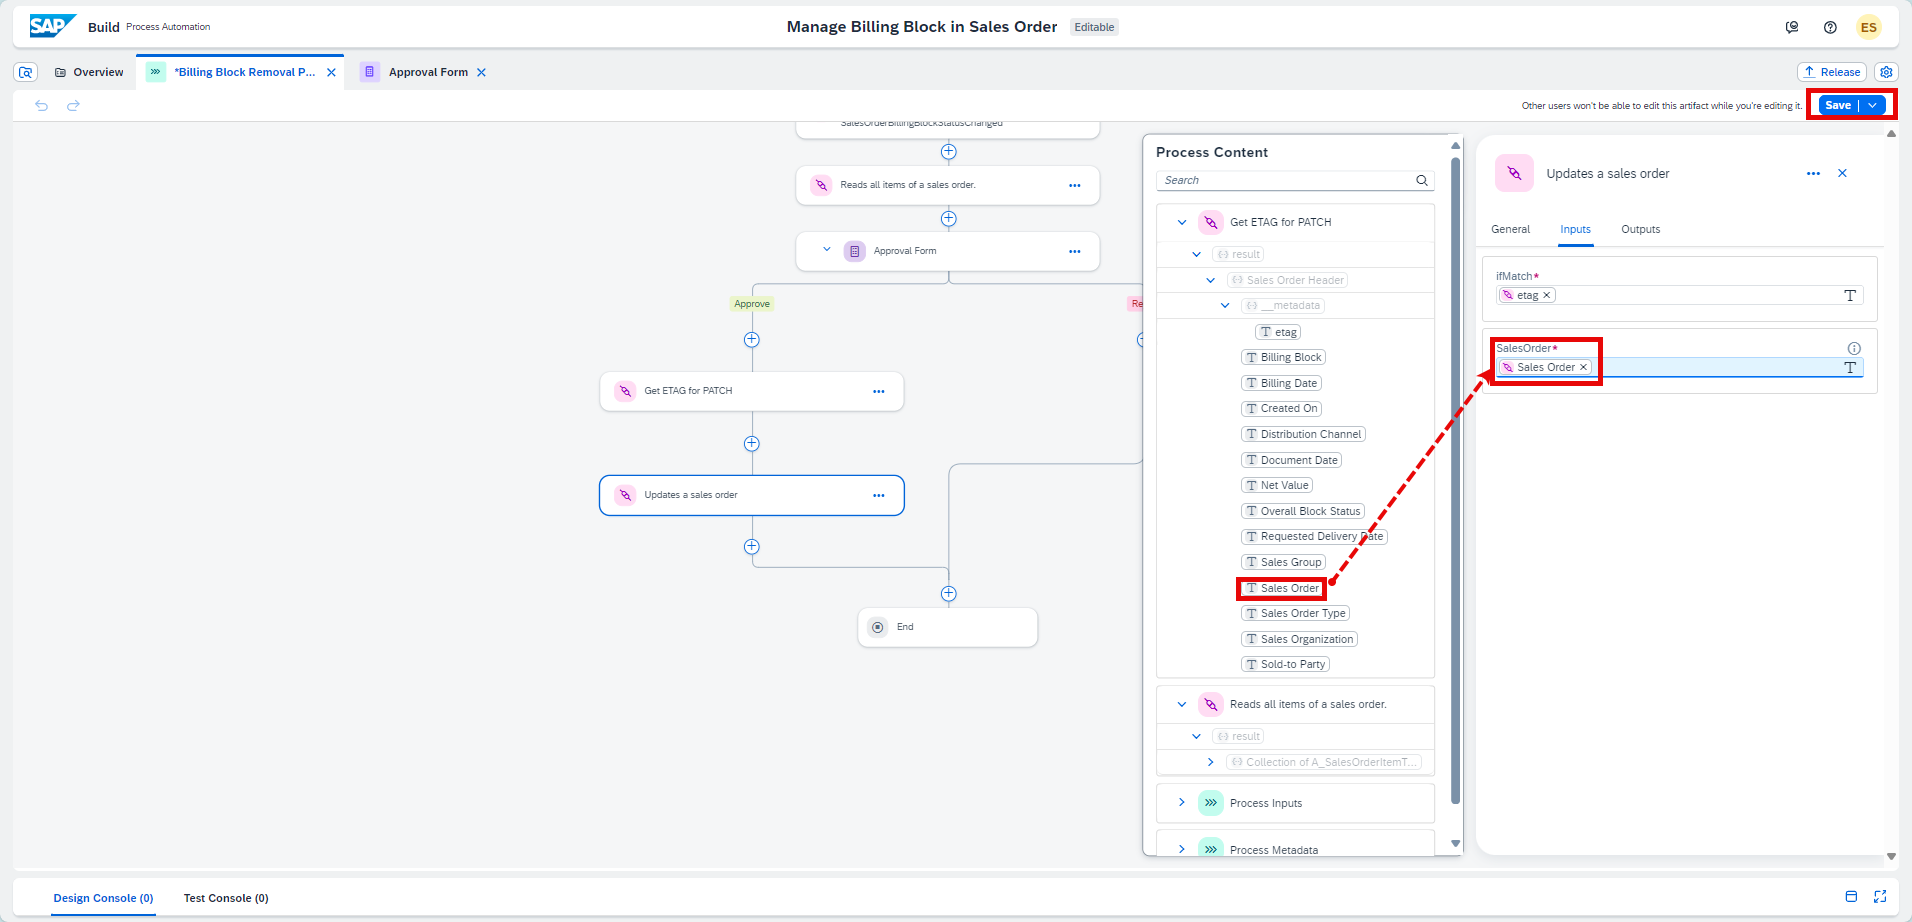 SAP Build Process Automation
Manage Billing Block in Sales Order Editable
ES
Overview
*Billing Block Removal P...
Approval Form
Release
Other users won't be able to edit this artifact while you're editing it.
Save
SalesOrderBillingBlockStatusChanged
Reads all items of a sales order.
Approval Form
Approve
Re
Get ETAG for PATCH
Updates a sales order
End
Process Content
Search
Get ETAG for PATCH
result
Sales Order Header
__metadata
etag
Billing Block
Billing Date
Created On
Distribution Channel
Document Date
Net Value
Overall Block Status
Requested Delivery Date
Sales Group
Sales Order
Sales Order Type
Sales Organization
Sold-to Party
Reads all items of a sales order.
result
Collection of A_SalesOrderItemT...
Process Inputs
Process Metadata
Updates a sales order
General Inputs Outputs
ifMatch*
etag
SalesOrder*
Sales Order
Design Console (0) Test Console (0)